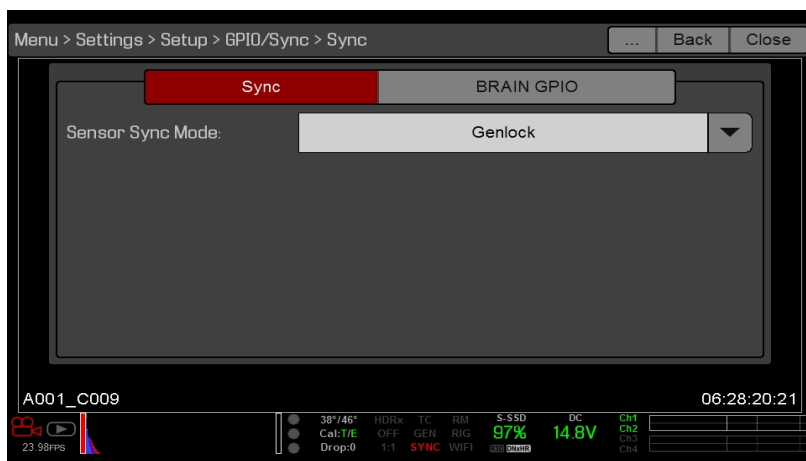 Menu > Settings > Setup > GPIO/Sync > Sync ... Back Close
Sync BRAIN GPIO
Sensor Sync Mode: Genlock
A001_C009 06:28:20:21
38°/46° HDRx TC RM S-SSD DC Ch1
Cal:T/E OFF GEN RIG 97% 14.8V Ch2
Ch3
23.98FPS Drop:0 1:1 SYNC WIFI DNxHR Ch4